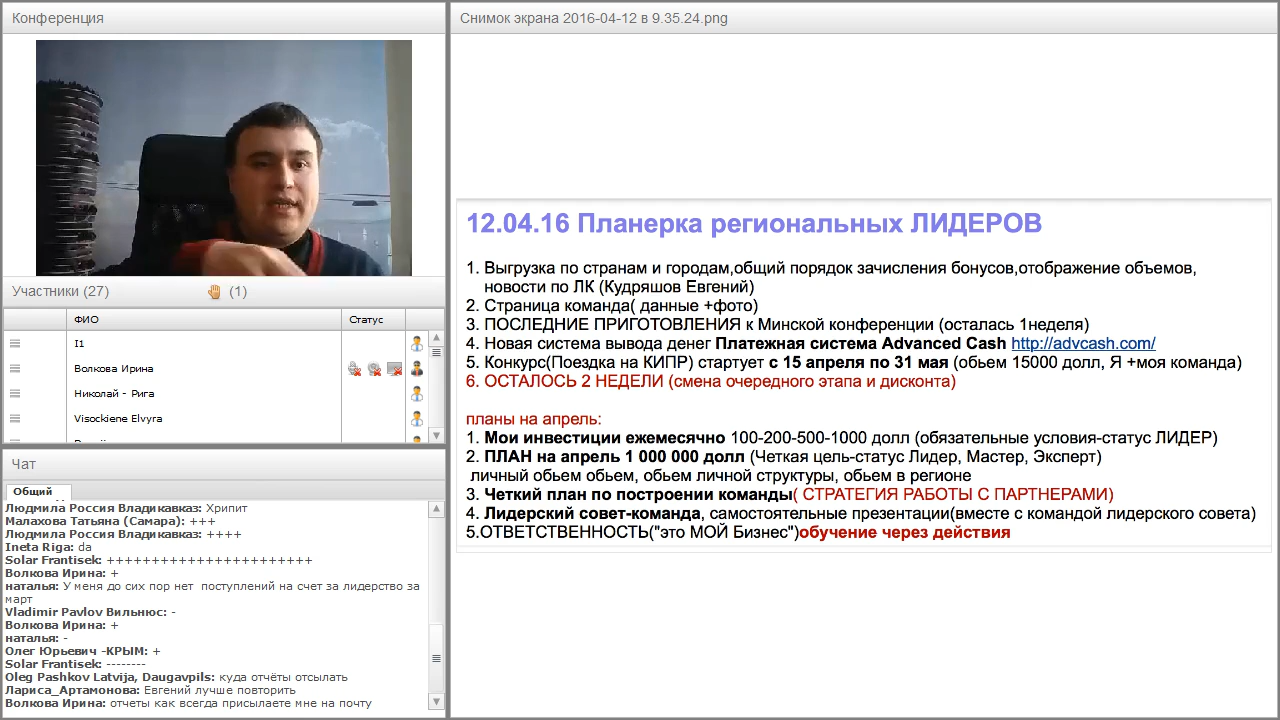 Конференция
Участники (27) (1)
ФИО Статус
I1
Волкова Ирина
Николай - Рига
Visockiene Elvyra
Чат
Общий
Людмила Россия Владикавказ: Хрипит
Малахова Татьяна (Самара): +++
Людмила Россия Владикавказ: ++++
Ineta Riga: da
Solar Frantisek: +++++++++++++++++++++++
Волкова Ирина: +
наталья: У меня до сих пор нет поступлений на счет за лидерство за
март
Vladimir Pavlov Вильнюс: -
Волкова Ирина: +
наталья: -
Олег Юрьевич -КРЫМ: +
Solar Frantisek: --------
Oleg Pashkov Latvija, Daugavpils: куда отчёты отсылать
Лариса_Артамонова: Евгений лучше повторить
Волкова Ирина: отчеты как всегда присылаете мне на почту
Снимок экрана 2016-04-12 в 9.35.24.png
12.04.16 Планерка региональных ЛИДЕРОВ
1. Выгрузка по странам и городам,общий порядок зачисления бонусов,отображение объемов,
новости по ЛК (Кудряшов Евгений)
2. Страница команда( данные +фото)
3. ПОСЛЕДНИЕ ПРИГОТОВЛЕНИЯ к Минской конференции (осталась 1неделя)
4. Новая система вывода денег Платежная система Advanced Cash http://advcash.com/
5. Конкурс(Поездка на КИПР) стартует с 15 апреля по 31 мая (обьем 15000 долл, Я +моя команда)
6. ОСТАЛОСЬ 2 НЕДЕЛИ (смена очередного этапа и дисконта)
планы на апрель:
1. Мои инвестиции ежемесячно 100-200-500-1000 долл (обязательные условия-статус ЛИДЕР)
2. ПЛАН на апрель 1 000 000 долл (Четкая цель-статус Лидер, Мастер, Эксперт)
личный обьем обьем, обьем личной структуры, обьем в регионе
3. Четкий план по построении команды( СТРАТЕГИЯ РАБОТЫ С ПАРТНЕРАМИ)
4. Лидерский совет-команда, самостоятельные презентации(вместе с командой лидерского совета)
5.ОТВЕТСТВЕННОСТЬ("это МОЙ Бизнес")обучение через действия